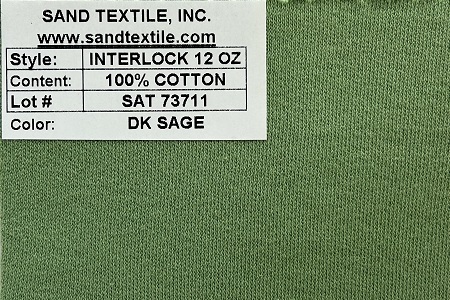 SAND TEXTILE, INC.
www.sandtextile.com
Style: INTERLOCK 12 OZ
Content: 100% COTTON
Lot # SAT 73711
Color: DK SAGE